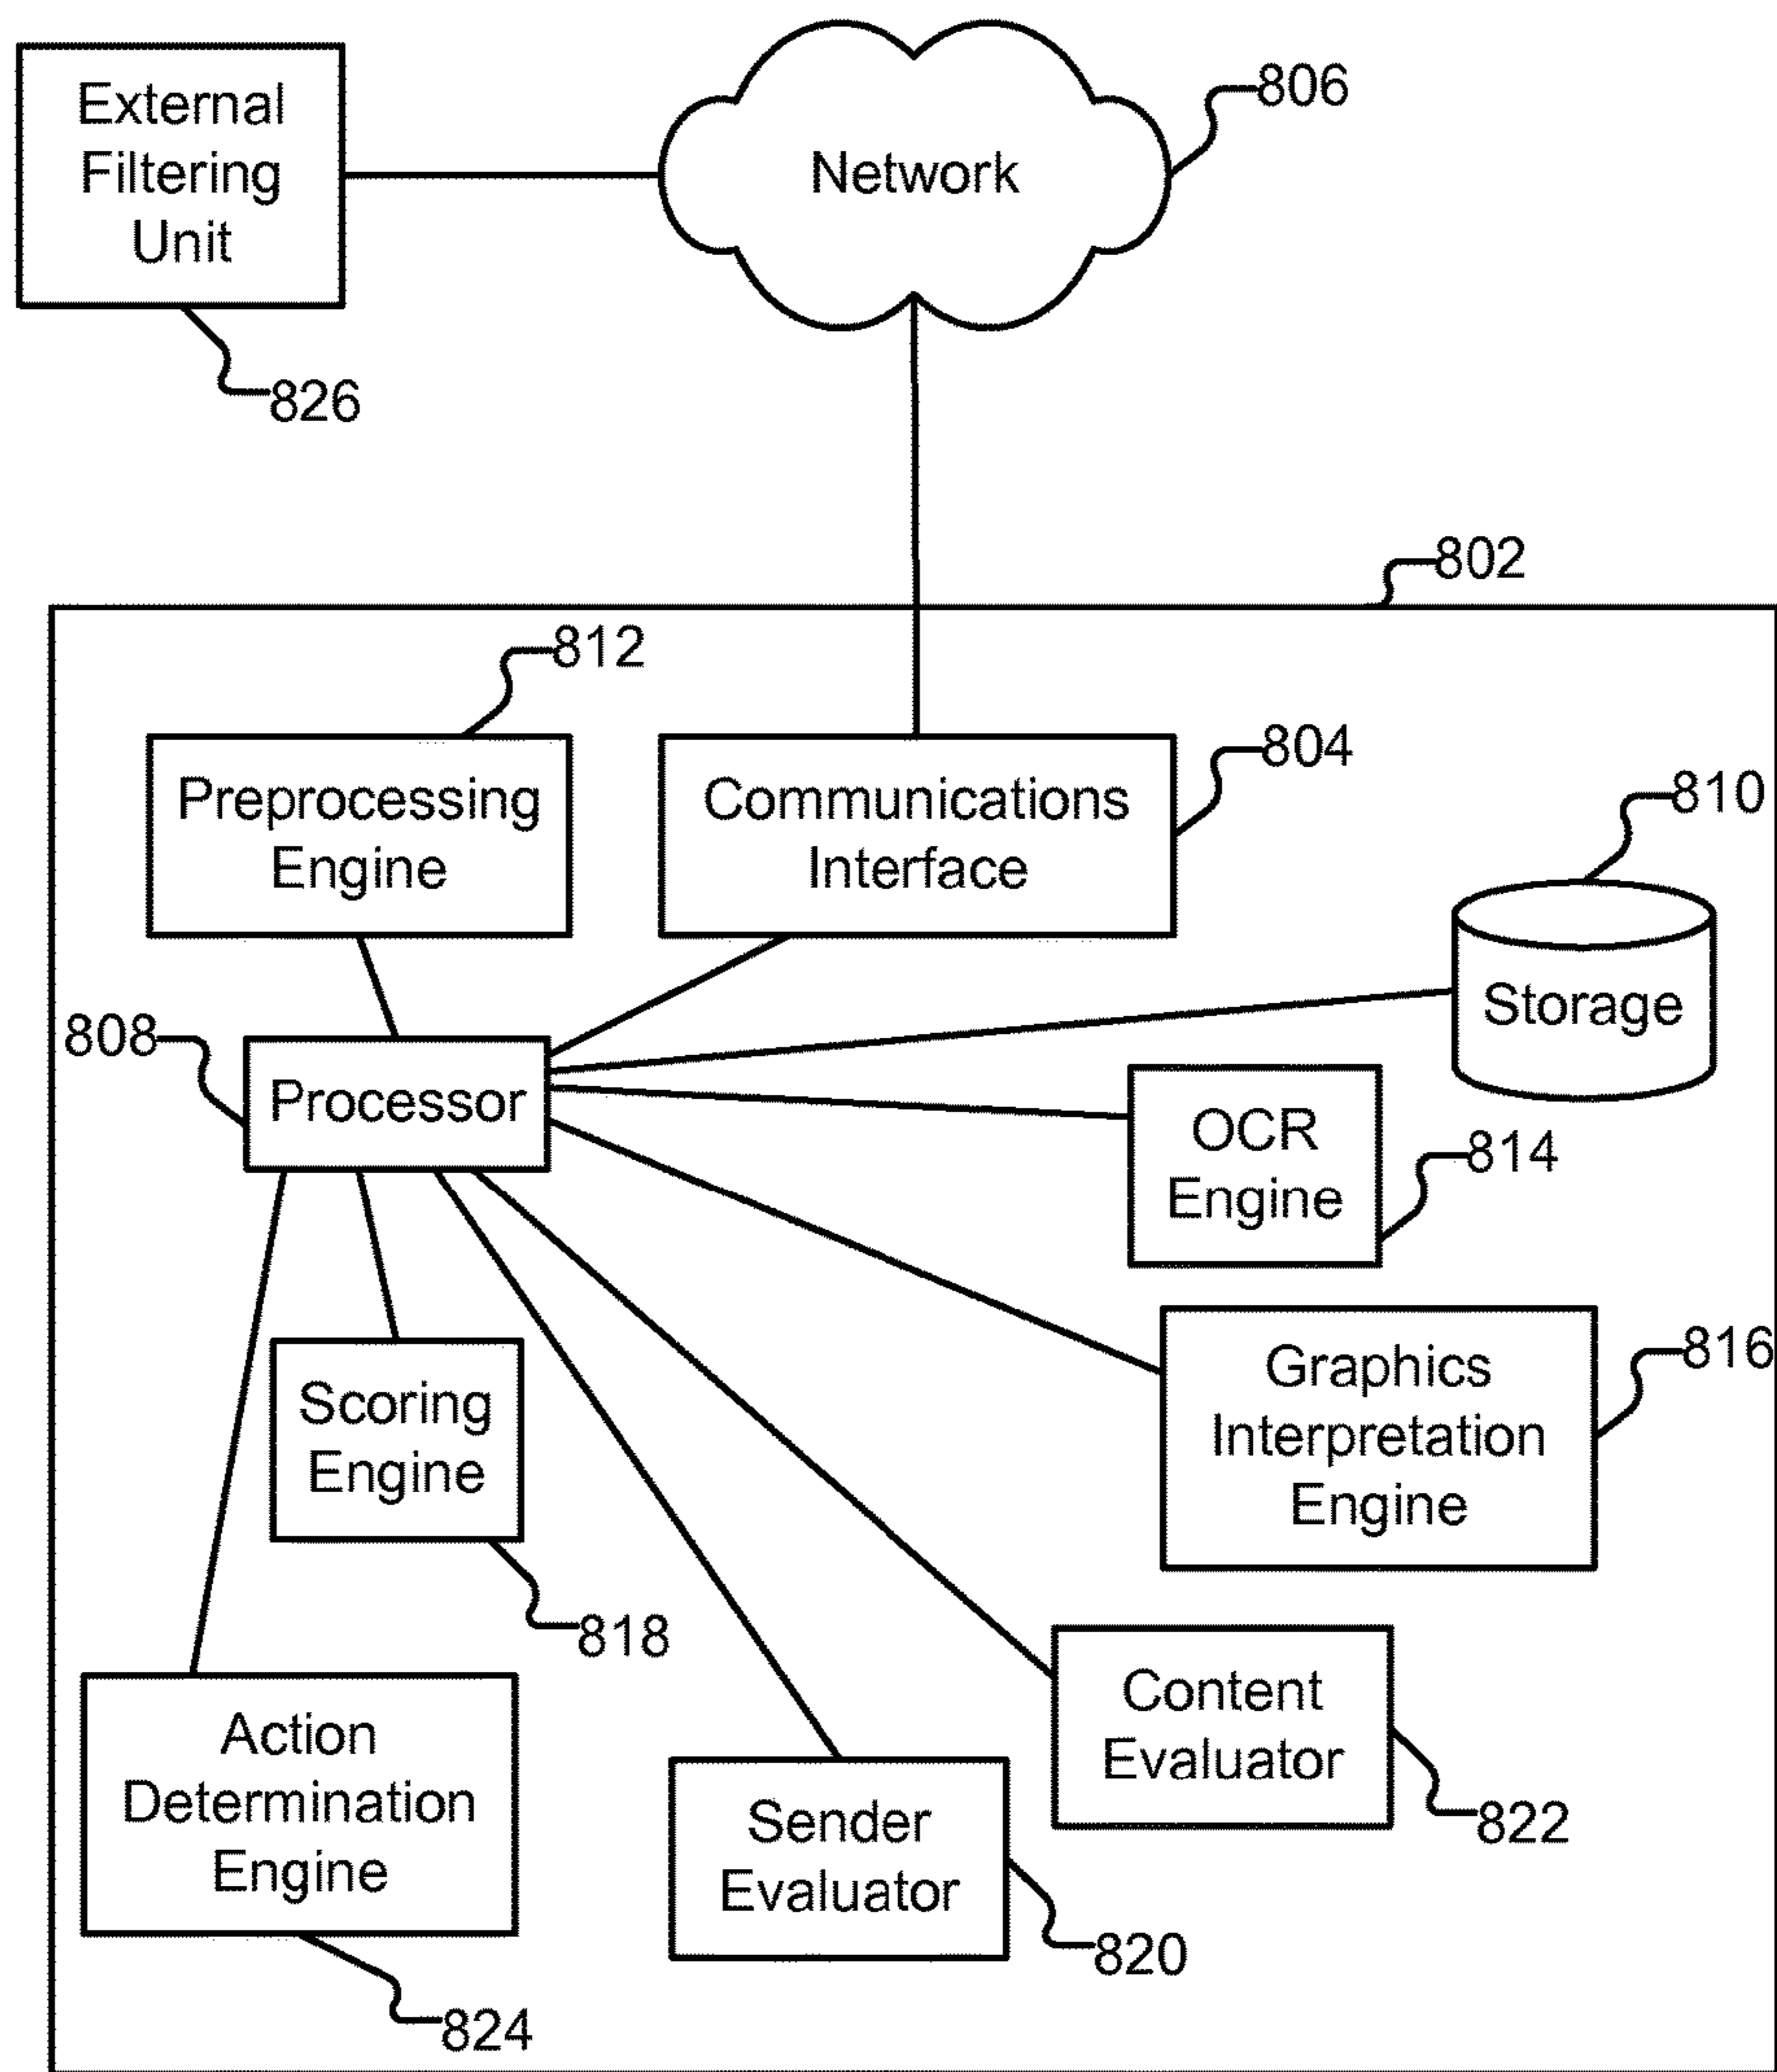 External
Filtering
Unit
826
Network
806
802
Preprocessing
Engine
812
Communications
Interface
804
Storage
810
Processor
808
OCR
Engine
814
Graphics
Interpretation
Engine
816
Scoring
Engine
818
Content
Evaluator
822
Action
Determination
Engine
824
Sender
Evaluator
820